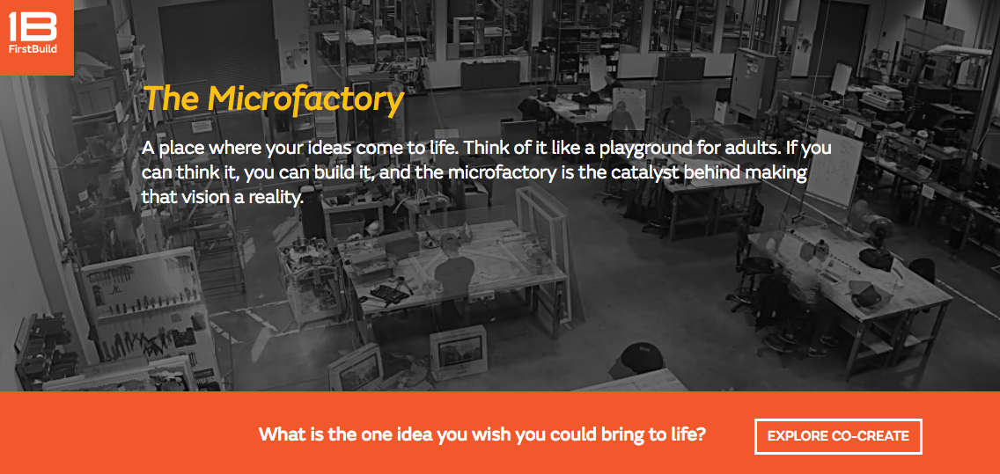 1B
FirstBuild
The Microfactory
A place where your ideas come to life. Think of it like a playground for adults. If you
can think it, you can build it, and the microfactory is the catalyst behind making
that vision a reality.
What is the one idea you wish you could bring to life?
EXPLORE CO-CREATE